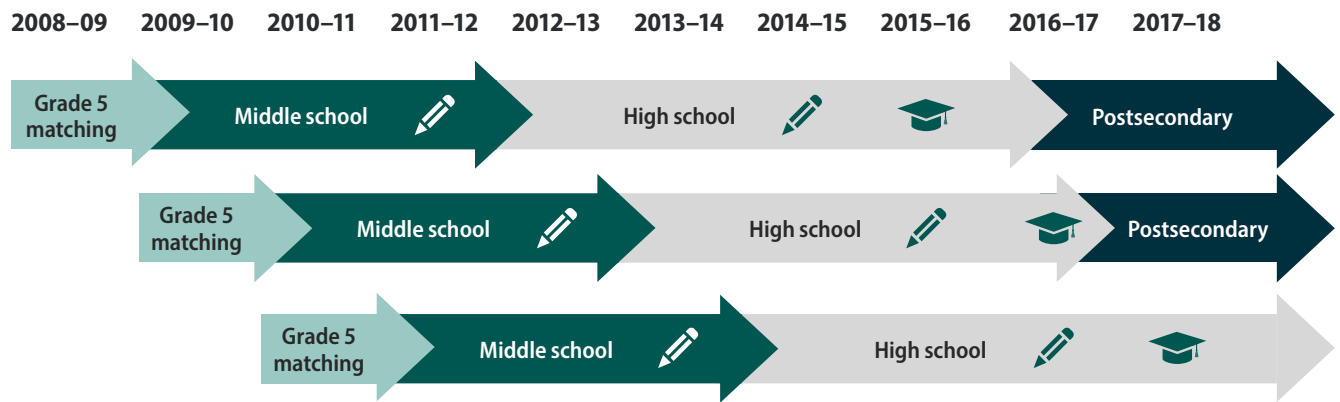 2008–09 2009–10 2010–11 2011–12 2012–13 2013–14 2014–15 2015–16 2016–17 2017–18
Grade 5
matching
Middle school
High school
Postsecondary
Grade 5
matching
Middle school
High school
Postsecondary
Grade 5
matching
Middle school
High school